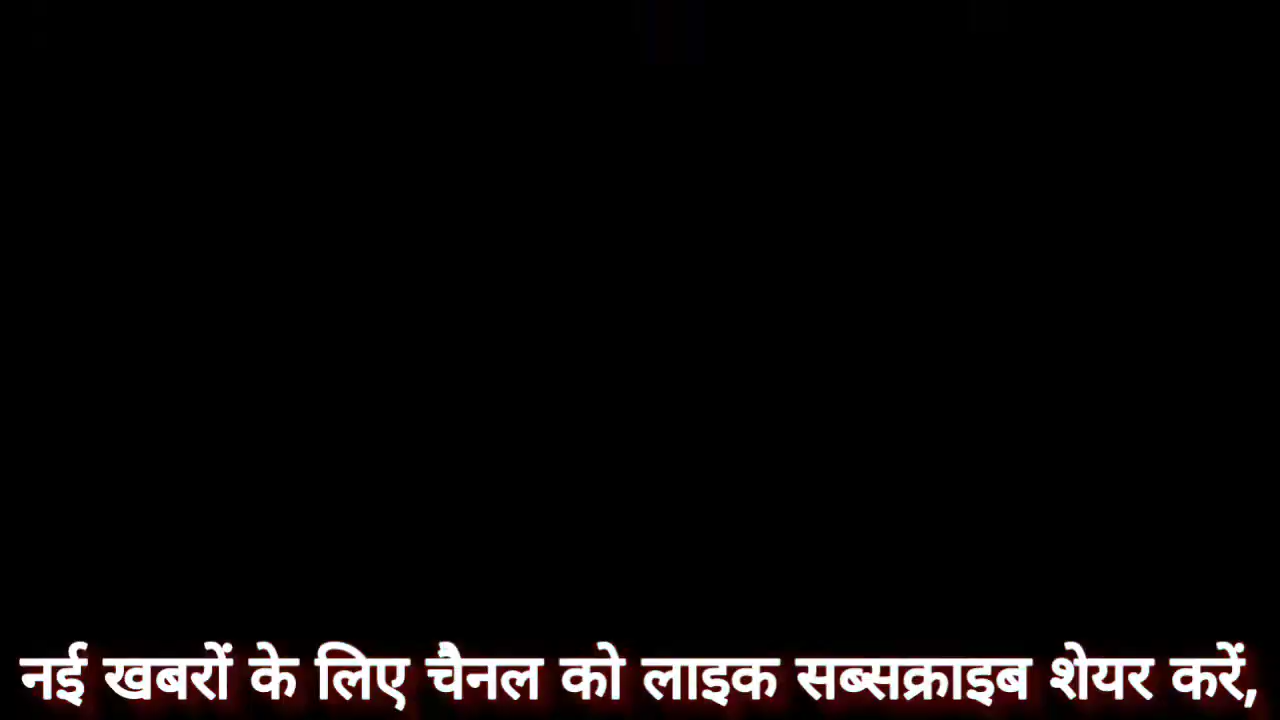 नई खबरों के लिए चैनल को लाइक सब्सक्राइब शेयर करें,